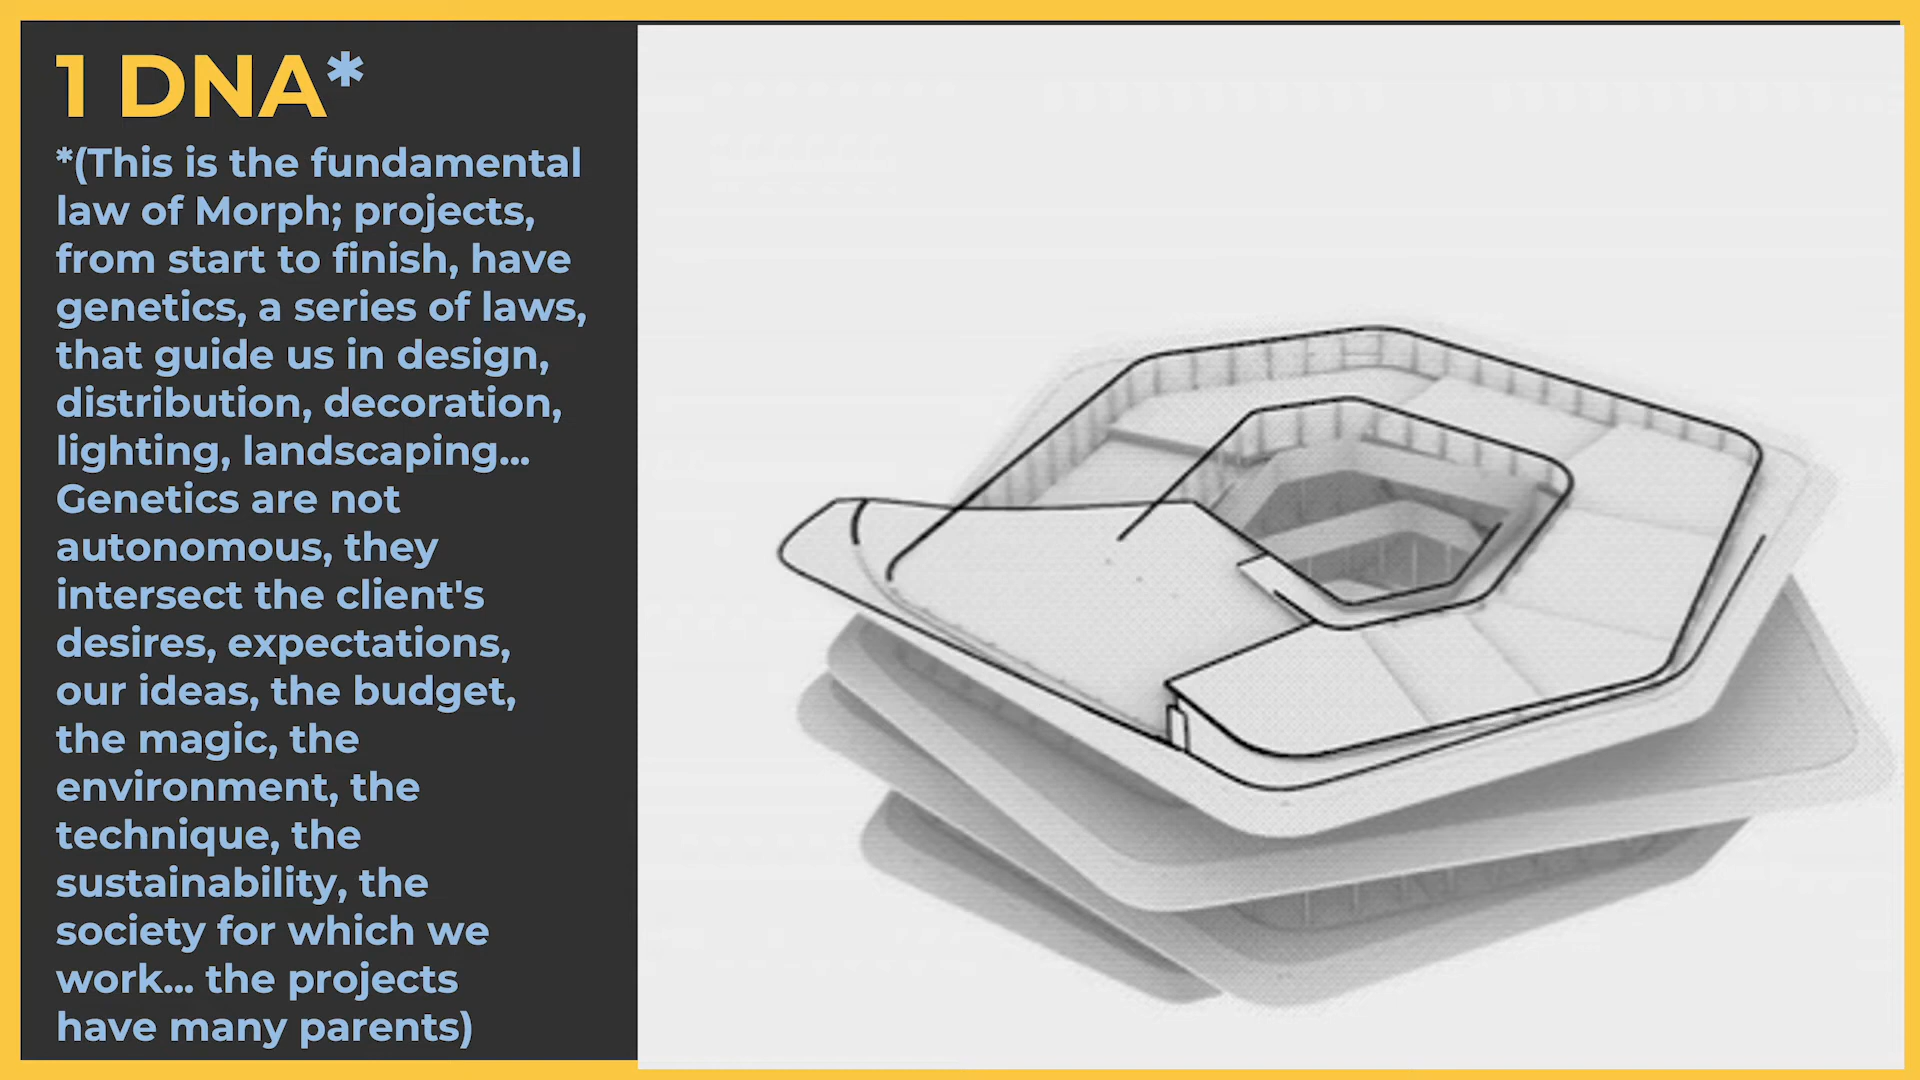 1 DNA*
*(This is the fundamental
law of Morph; projects,
from start to finish, have
genetics, a series of laws,
that guide us in design,
distribution, decoration,
lighting, landscaping...
Genetics are not
autonomous, they
intersect the client's
desires, expectations,
our ideas, the budget,
the magic, the
environment, the
technique, the
sustainability, the
society for which we
work... the projects
have many parents)